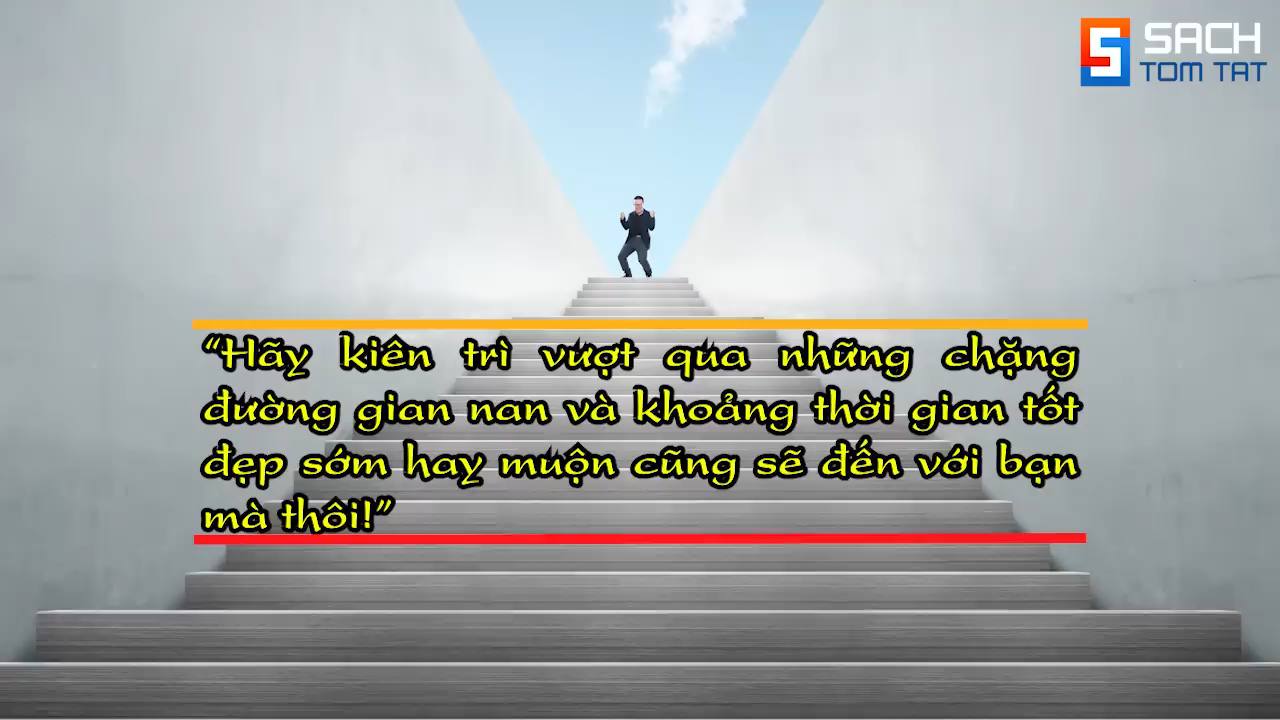 SACH
TOM TAT
“Hãy kiên trì vượt qua những chặng
đường gian nan và khoảng thời gian tốt
đẹp sớm hay muộn cũng sẽ đến với bạn
mà thôi!”